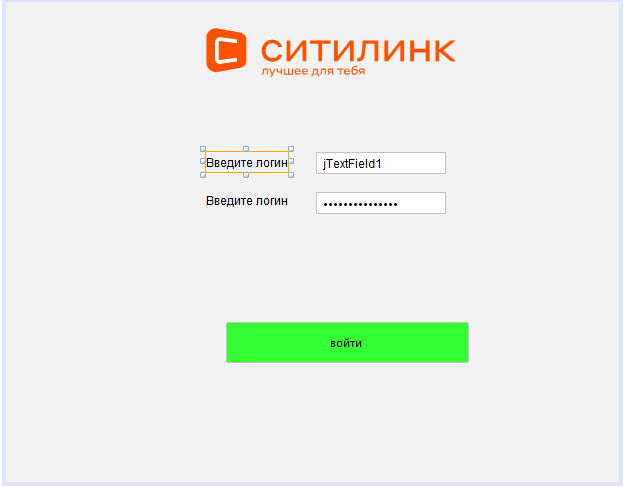 СИТИЛИНК
лучшее для тебя
Введите логин jTextField1
Введите логин •••••••••••••••
войти